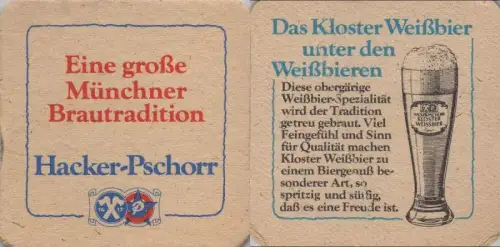 Eine große
Münchner
Brautradition
Hacker-Pschorr
Das Kloster Weißbier
unter den
Weißbieren
Diese obergärige
Weißbier-Spezialität
wird der Tradition
getreu gebraut. Viel
Feingefühl und Sinn
für Qualität machen
Kloster Weißbier zu
einem Biergenuß be-
sonderer Art, so
spritzig und süffig,
daß es eine Freude ist.
KLOSTER
WEISSBIER